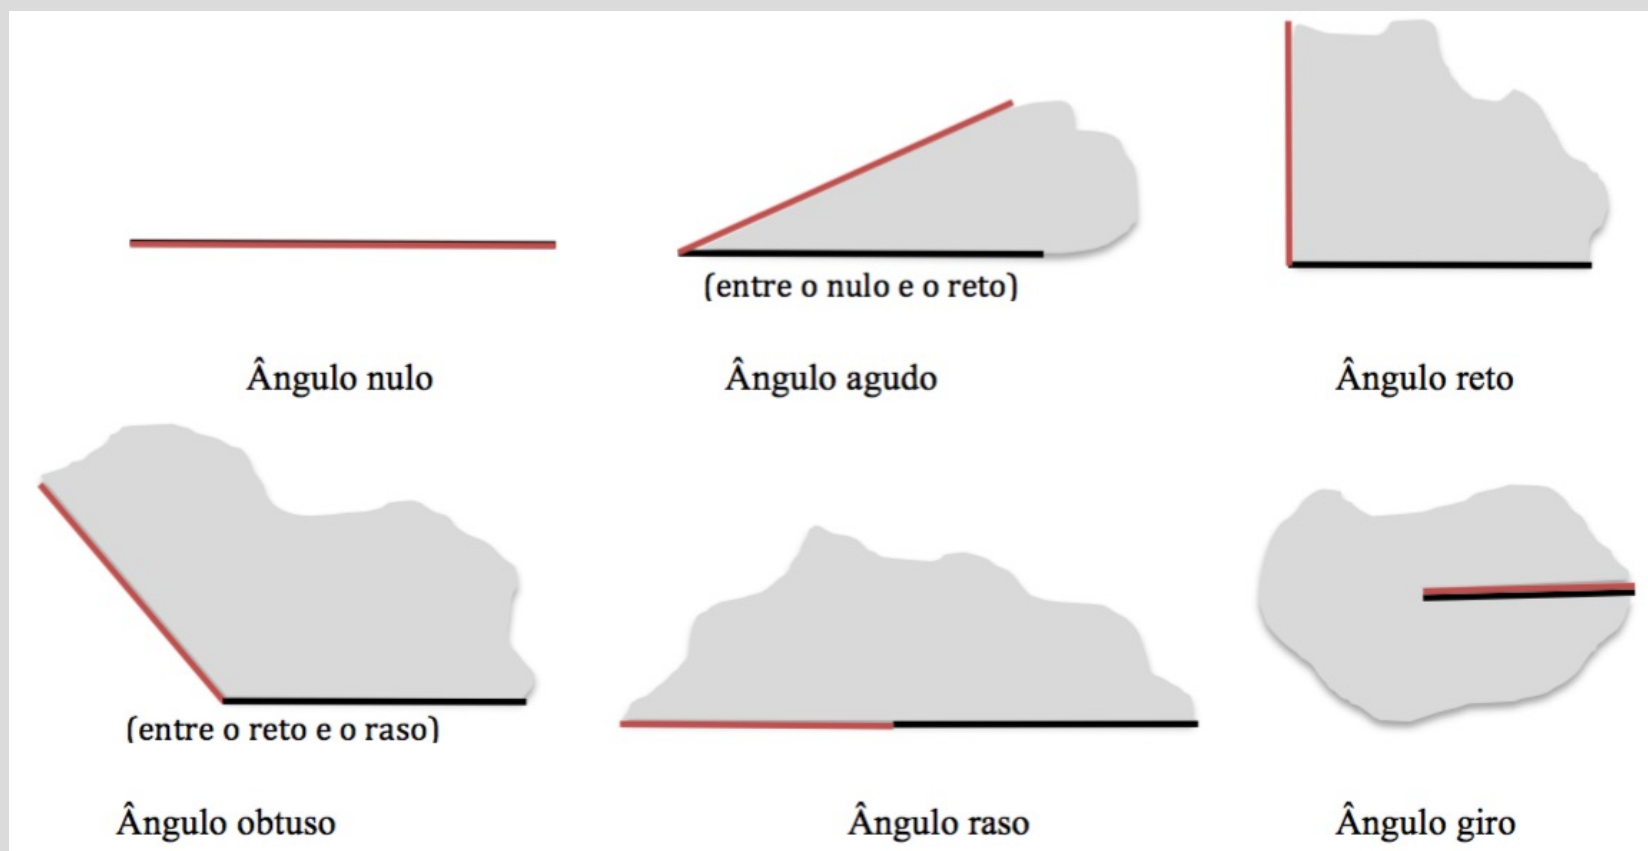 (entre o nulo e o reto)
Ângulo nulo
Ângulo agudo
Ângulo reto
(entre o reto e o raso)
Ângulo obtuso
Ângulo raso
Ângulo giro